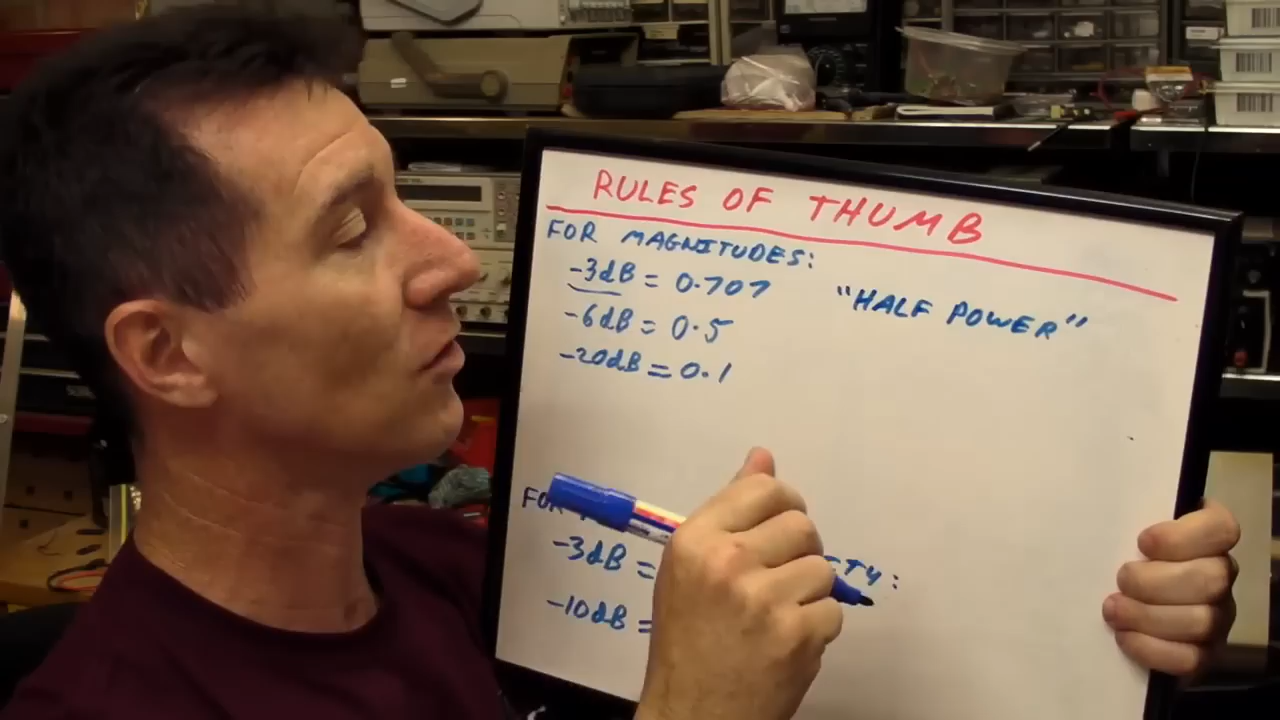 RULES OF THUMB
FOR MAGNITUDES:
-3dB = 0.707
"HALF POWER"
-6dB = 0.5
-20dB = 0.1
-3dB =
-10dB =